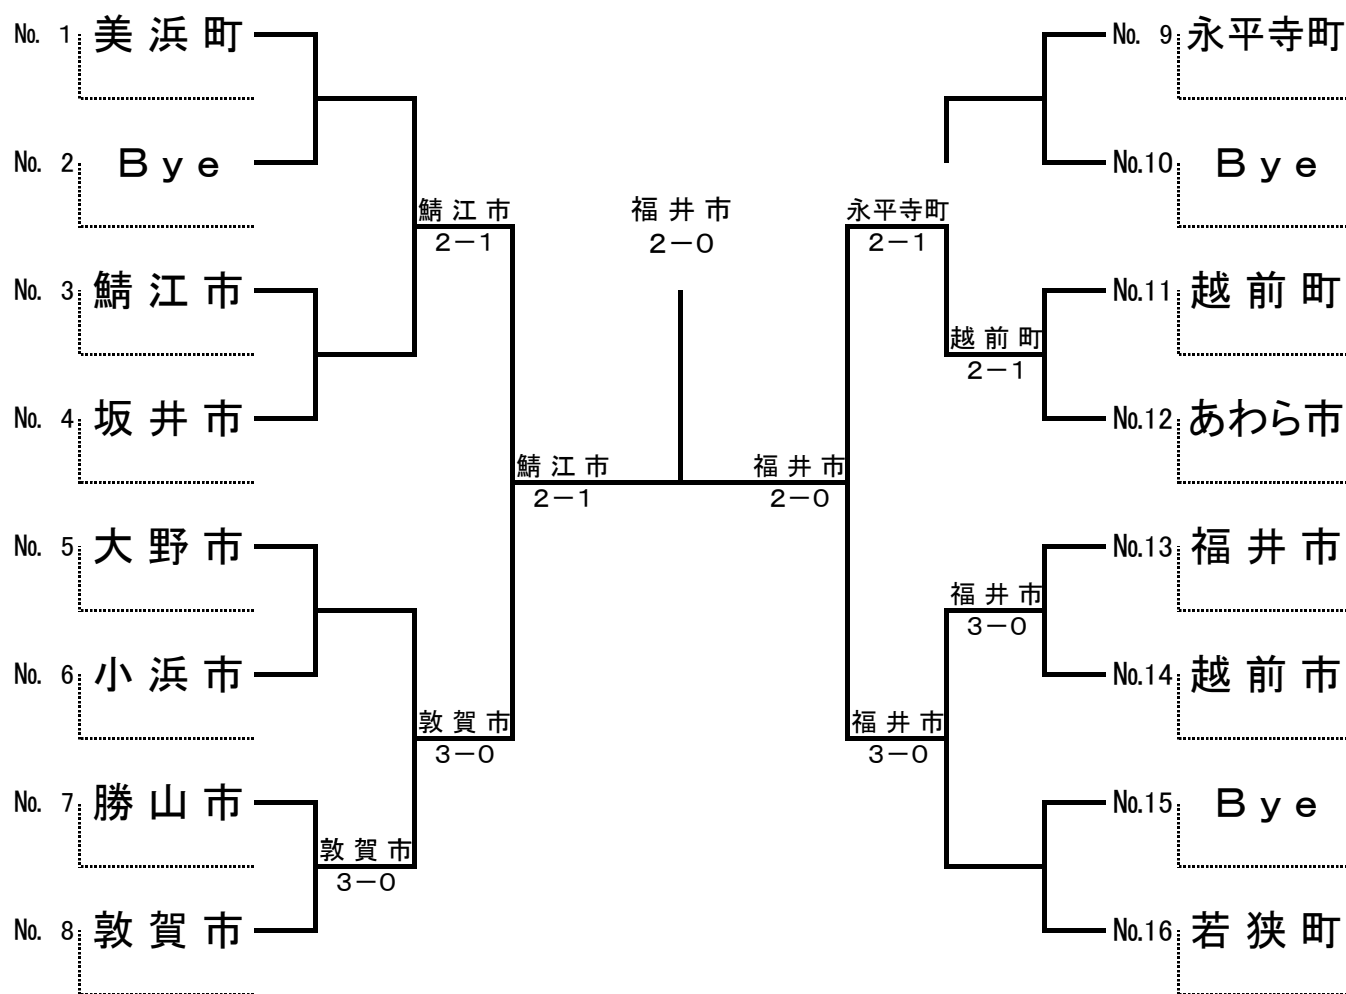 No. 1 美浜町
No. 2 Bye
No. 3 鯖江市
No. 4 坂井市
No. 5 大野市
No. 6 小浜市
No. 7 勝山市
No. 8 敦賀市
鯖江市
2－1
敦賀市
3－0
敦賀市
3－0
鯖江市
2－1
福井市
2－0
福井市
2－0
永平寺町
2－1
福井市
3－0
越前町
2－1
福井市
3－0
No. 9 永平寺町
No.10 Bye
No.11 越前町
No.12 あわら市
No.13 福井市
No.14 越前市
No.15 Bye
No.16 若狭町